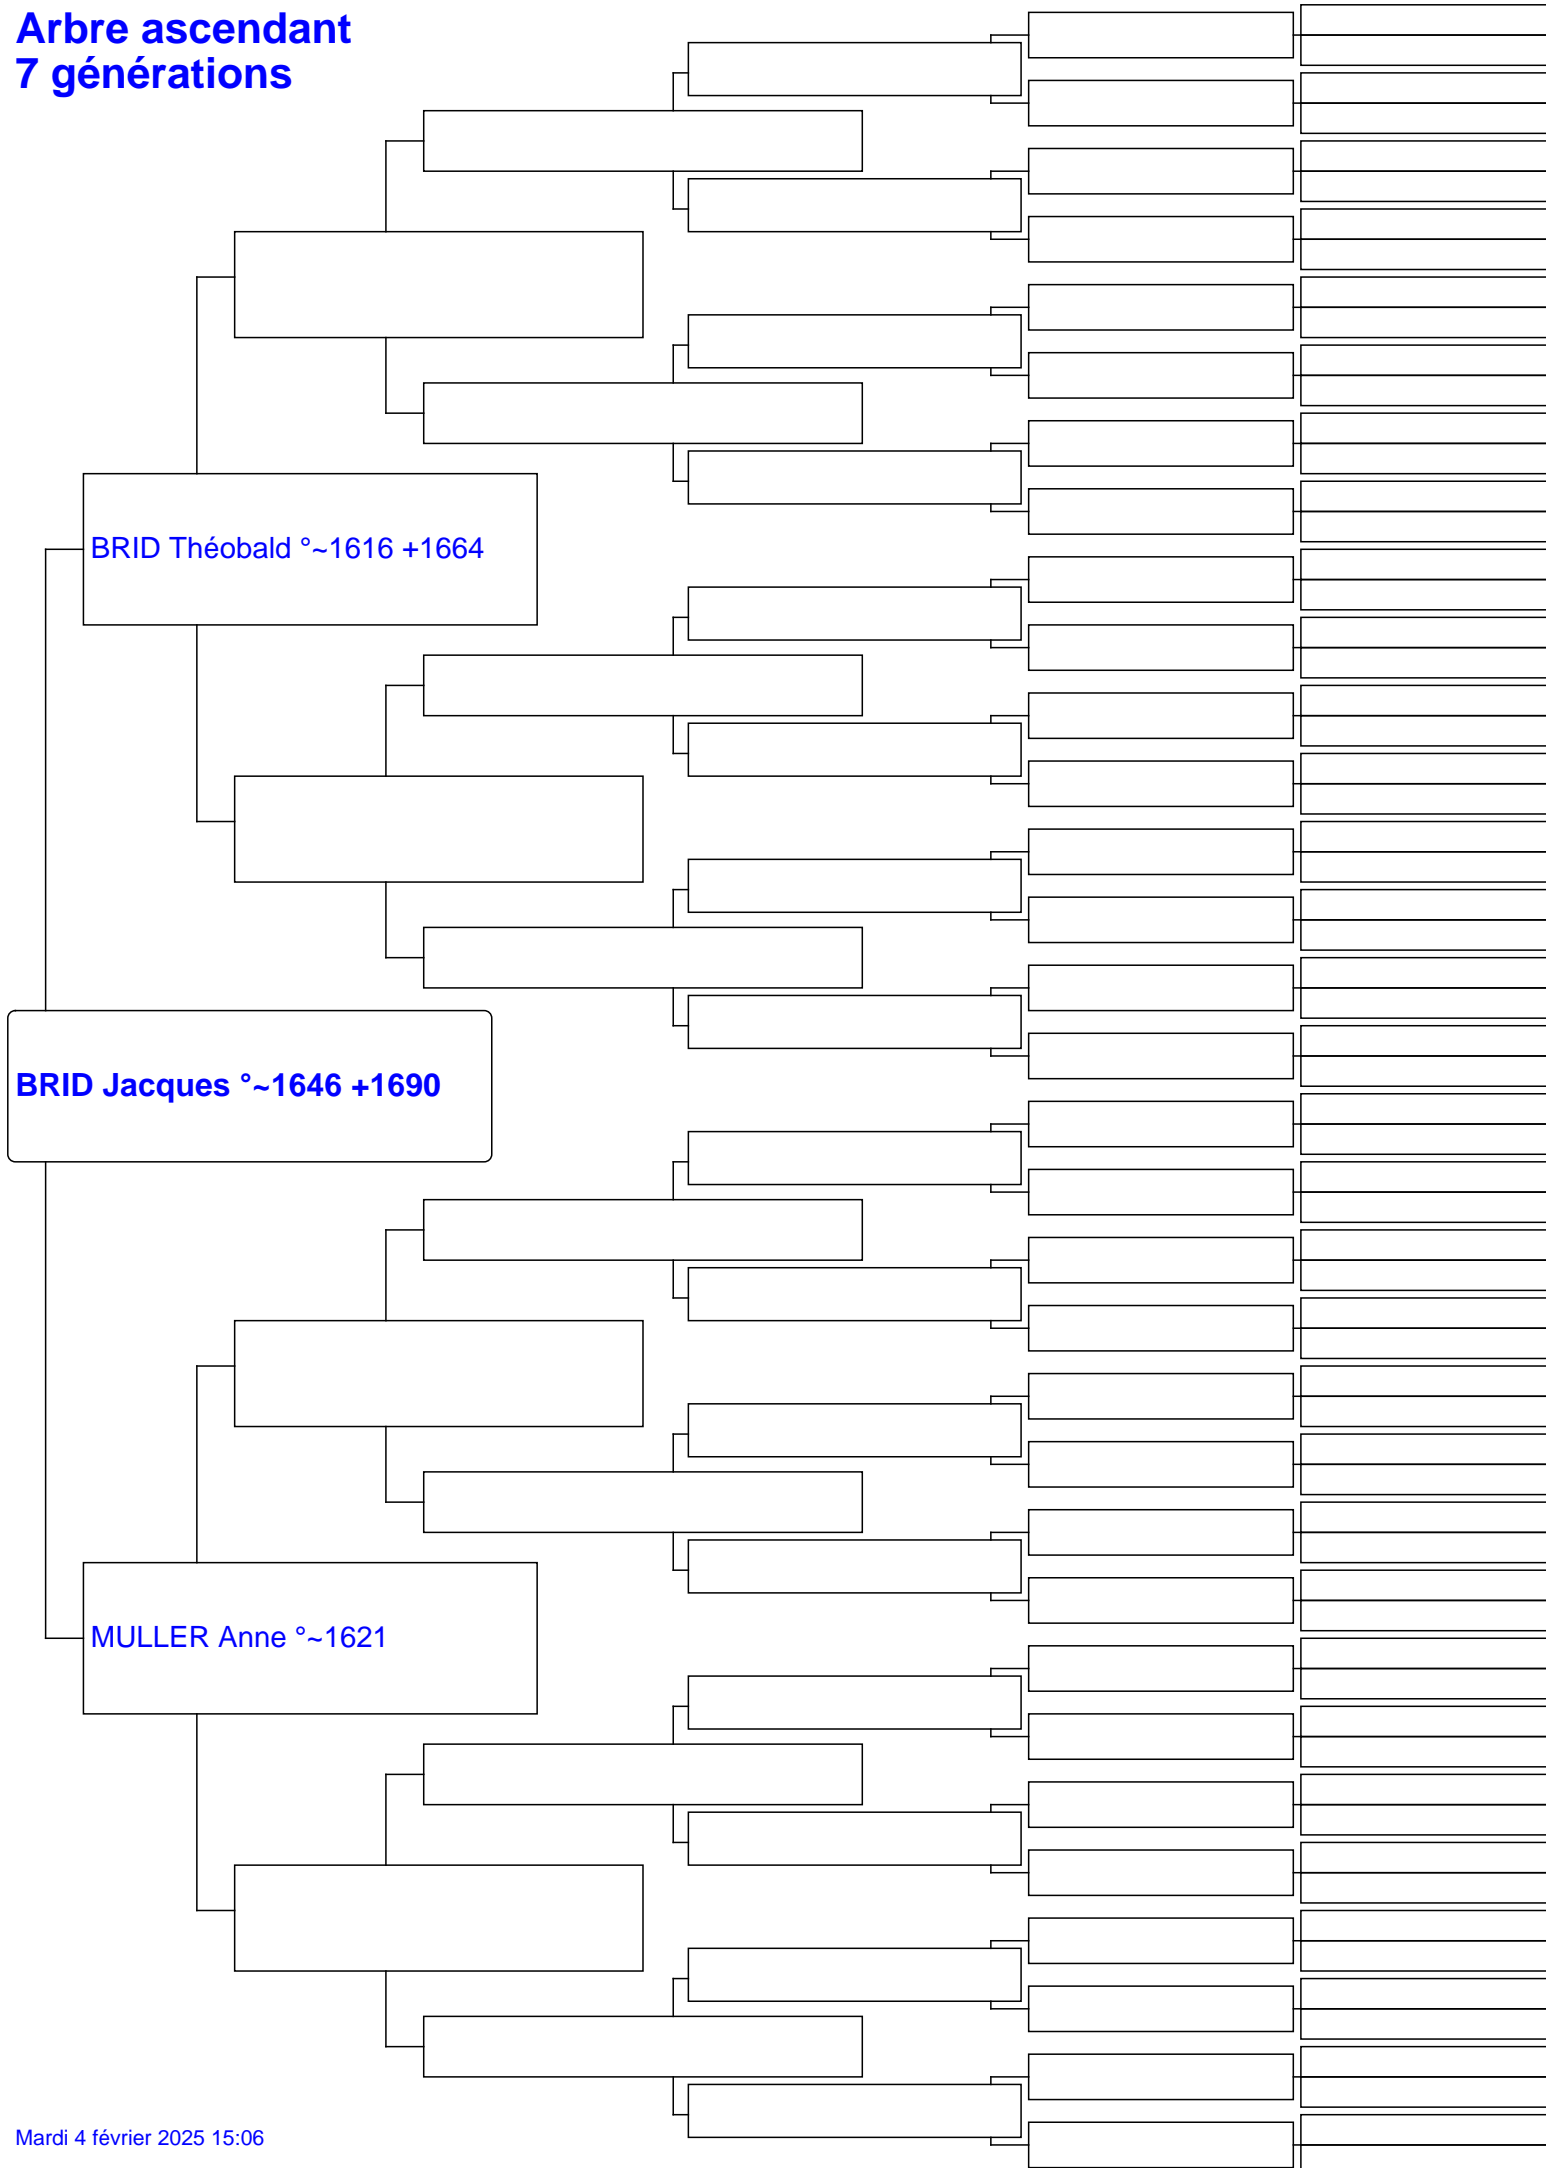 Arbre ascendant
7 générations
BRID Théobald °~1616 +1664
BRID Jacques °~1646 +1690
MULLER Anne °~1621
Mardi 4 février 2025 15:06